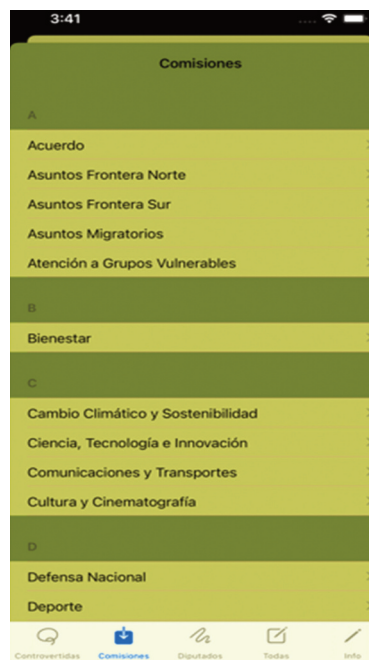 3:41
Comisiones
A
Acuerdo
Asuntos Frontera Norte
Asuntos Frontera Sur
Asuntos Migratorios
Atención a Grupos Vulnerables
B
Bienestar
C
Cambio Climático y Sostenibilidad
Ciencia, Tecnología e Innovación
Comunicaciones y Transportes
Cultura y Cinematografía
D
Defensa Nacional
Deporte
Controvertidas Comisiones Diputados Todas Info